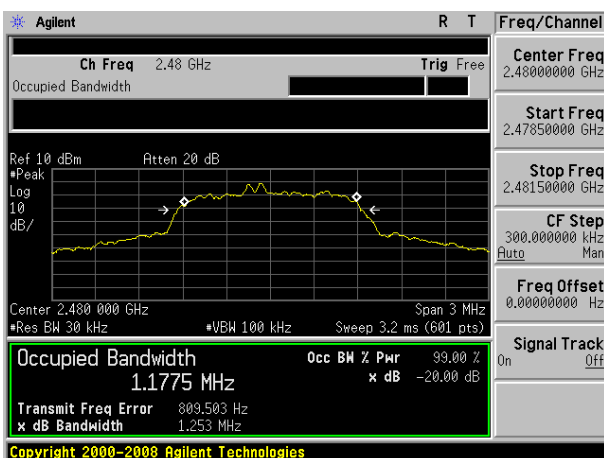 Agilent R T Freq/Channel
Ch Freq 2.48 GHz Trig Free
Occupied Bandwidth
Center Freq
2.48000000 GHz
Start Freq
2.47850000 GHz
Stop Freq
2.48150000 GHz
CF Step
300.000000 kHz
Auto Man
Freq Offset
0.00000000 Hz
Signal Track
On Off
Ref 10 dBm Atten 20 dB
#Peak
Log
10
dB/
Center 2.480 000 GHz Span 3 MHz
#Res BW 30 kHz #VBW 100 kHz Sweep 3.2 ms (601 pts)
Occupied Bandwidth
1.1775 MHz
Occ BW % Pwr 99.00 %
x dB -20.00 dB
Transmit Freq Error 809.503 Hz
x dB Bandwidth 1.253 MHz
Copyright 2000-2008 Agilent Technologies